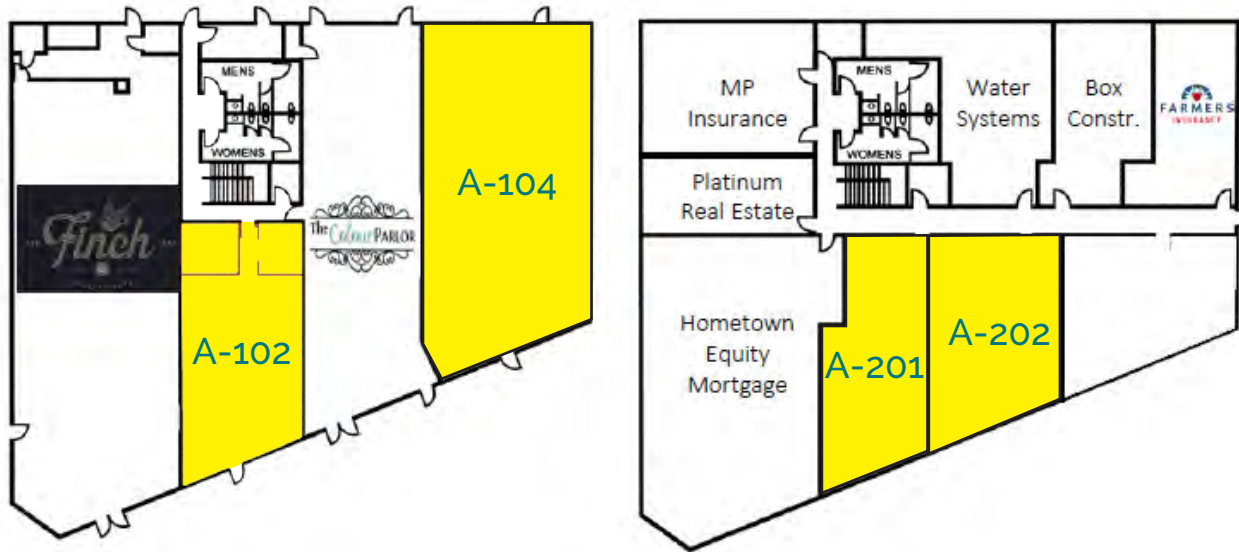 MENS
WOMENS
A-104
Finch
The Colour PARLOR
A-102
MP
Insurance
MENS
WOMENS
Water
Systems
Box
Constr.
FARMERS
INSURANCE
Platinum
Real Estate
Hometown
Equity
Mortgage
A-201
A-202